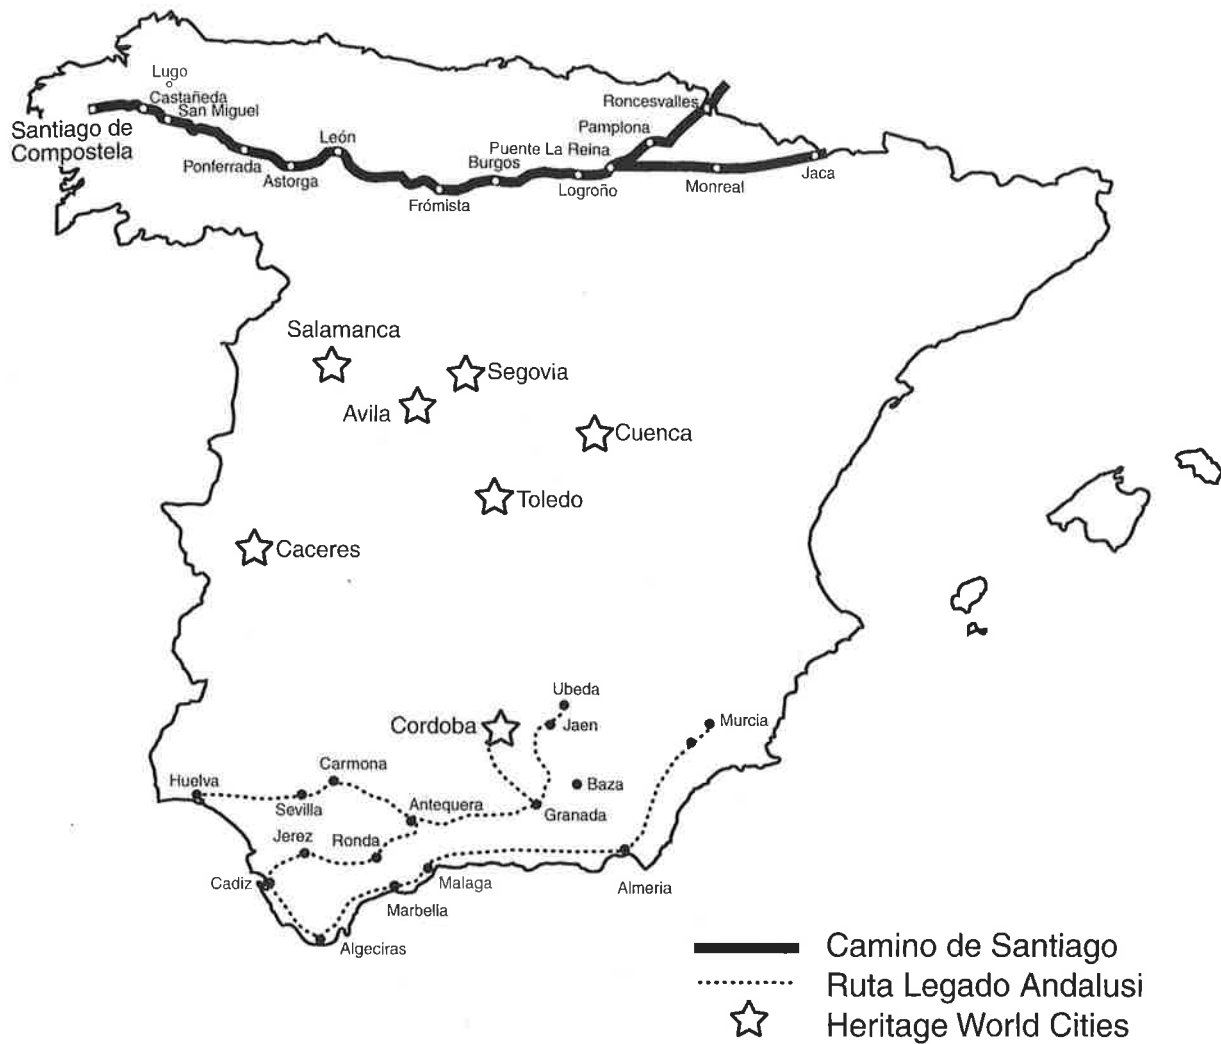 Lugo
Castañeda
San Miguel
Santiago de
Compostela
Ponferrada
Astorga
León
Frómista
Burgos
Puente La Reina
Logroño
Pamplona
Roncesvalles
Monreal
Jaca
Salamanca
Segovia
Avila
Cuenca
Toledo
Caceres
Ubeda
Cordoba
Jaen
Murcia
Huelva
Carmona
Baza
Sevilla
Antequera
Granada
Jerez
Ronda
Cadiz
Malaga
Almeria
Marbella
Algeciras
Camino de Santiago
Ruta Legado Andalusi
Heritage World Cities